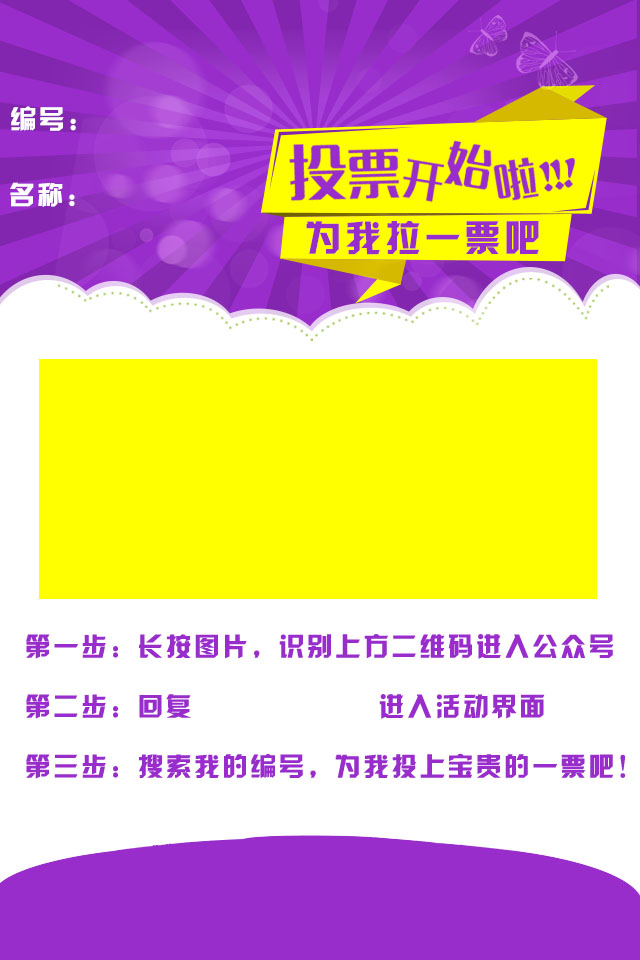 编号：
投票开始啦!!!
名称：
为我拉一票吧
第一步：长按图片，识别上方二维码进入公众号
第二步：回复 进入活动界面
第三步：搜索我的编号，为我投上宝贵的一票吧！